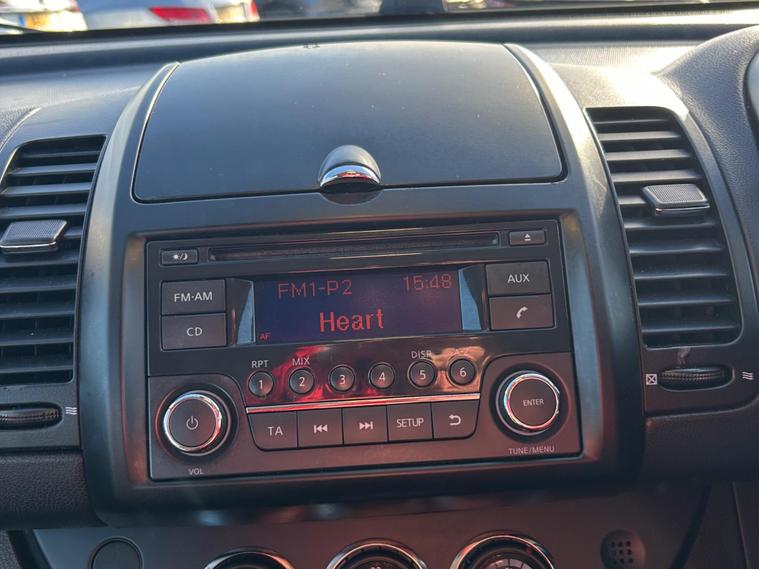 FM1-P2 15:48
Heart
AF
FM·AM
CD
AUX
RPT MIX DISP
1 2 3 4 5 6
TA SETUP
VOL
ENTER
TUNE/MENU